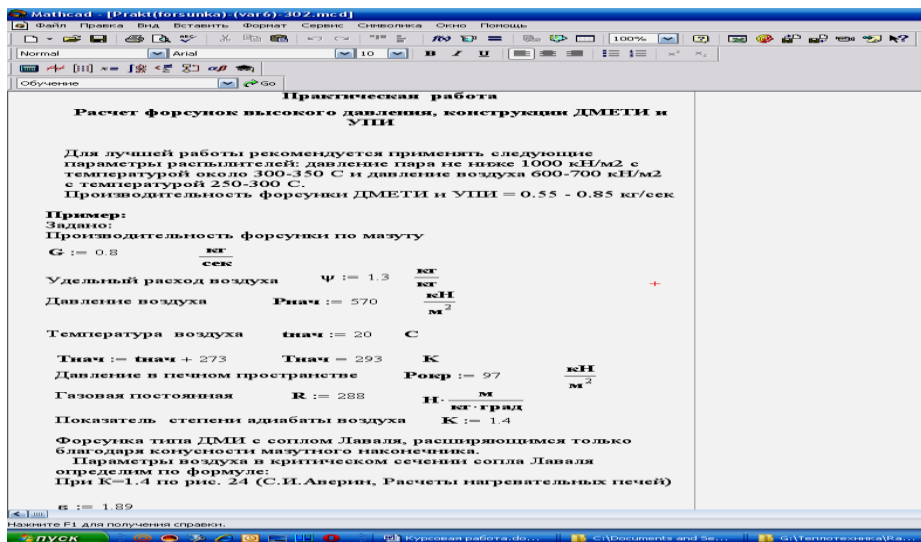 Mathcad - [Prakt(forsunka)-(var6)-302.mcd]
Файл Правка Вид Вставить Формат Сервис Символика Окно Помощь
100%
Normal Arial 10 B I U
Обучение Go
Практическая работа
Расчет форсунок высокого давления, конструкции ДМЕТИ и
УПИ
Для лучшей работы рекомендуется применять следующие
параметры распылителей: давление пара не ниже 1000 кН/м2 с
температурой около 300-350 С и давление воздуха 600-700 кН/м2
с температурой 250-300 С.
Производительность форсунки ДМЕТИ и УПИ = 0.55 - 0.85 кг/сек
Пример:
Задано:
Производительность форсунки по мазуту
G := 0.8 кг/сек
Удельный расход воздуха ψ := 1.3 кг/кг
Давление воздуха Рнач := 570 кН/м²
Температура воздуха tнач := 20 С
Тнач := tнач + 273 Тнач = 293 К
Давление в печном пространстве Рокр := 97 кН/м²
Газовая постоянная R := 288 Н·м/кг·град
Показатель степени адиабаты воздуха К := 1.4
Форсунка типа ДМИ с соплом Лаваля, расширяющимся только
благодаря конусности мазутного наконечника.
Параметры воздуха в критическом сечении сопла Лаваля
определим по формуле:
При К=1.4 по рис. 24 (С.И.Аверин, Расчеты нагревательных печей)
:= 1.89
Нажмите F1 для получения справки.
пуск Курсовая работа.do... C:\Documents and Se... G:\Теплотехника\Ра...